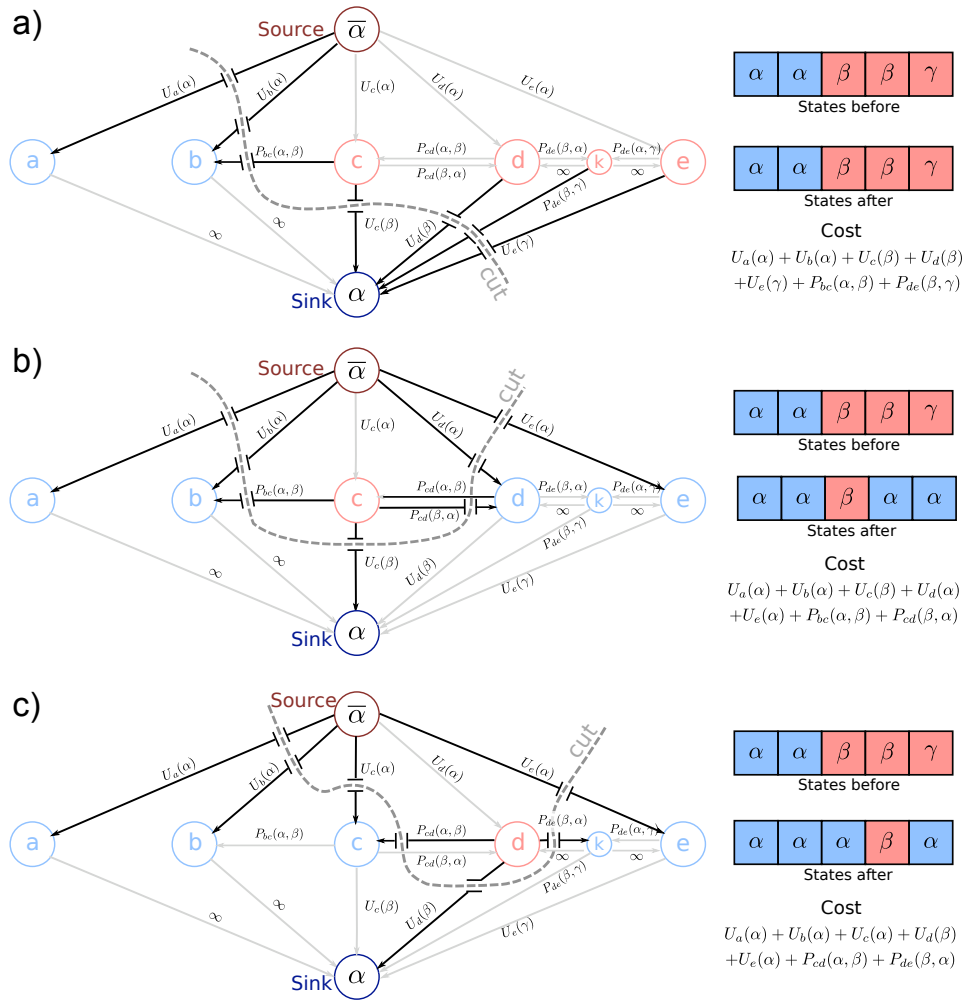 a)
Source
α̅
U_a(α)
U_b(α)
U_c(α)
U_d(α)
U_e(α)
a
b
P_bc(α, β)
c
P_cd(α, β)
P_cd(β, α)
d
P_de(β, α)
k
P_de(α, γ)
e
∞
∞
∞
∞
U_c(β)
U_d(β)
P_de(β, γ)
U_e(γ)
Sink
α
cut
α α β β γ
States before
α α β β γ
States after
Cost
U_a(α) + U_b(α) + U_c(β) + U_d(β)
+U_e(γ) + P_bc(α, β) + P_de(β, γ)
b)
Source
α̅
cut
U_a(α)
U_b(α)
U_c(α)
U_d(α)
U_e(α)
a
b
P_bc(α, β)
c
P_cd(α, β)
P_cd(β, α)
d
P_de(β, α)
k
P_de(α, γ)
e
∞
∞
∞
∞
U_c(β)
U_d(β)
P_de(β, γ)
U_e(γ)
Sink
α
α α β β γ
States before
α α β α α
States after
Cost
U_a(α) + U_b(α) + U_c(β) + U_d(α)
+U_e(α) + P_bc(α, β) + P_cd(β, α)
c)
Source
α̅
cut
U_a(α)
U_b(α)
U_c(α)
U_d(α)
U_e(α)
a
b
P_bc(α, β)
c
P_cd(α, β)
P_cd(β, α)
d
P_de(β, α)
k
P_de(α, γ)
e
∞
∞
∞
∞
U_c(β)
U_d(β)
P_de(β, γ)
U_e(γ)
Sink
α
α α β β γ
States before
α α α β α
States after
Cost
U_a(α) + U_b(α) + U_c(α) + U_d(β)
+U_e(α) + P_cd(α, β) + P_de(β, α)